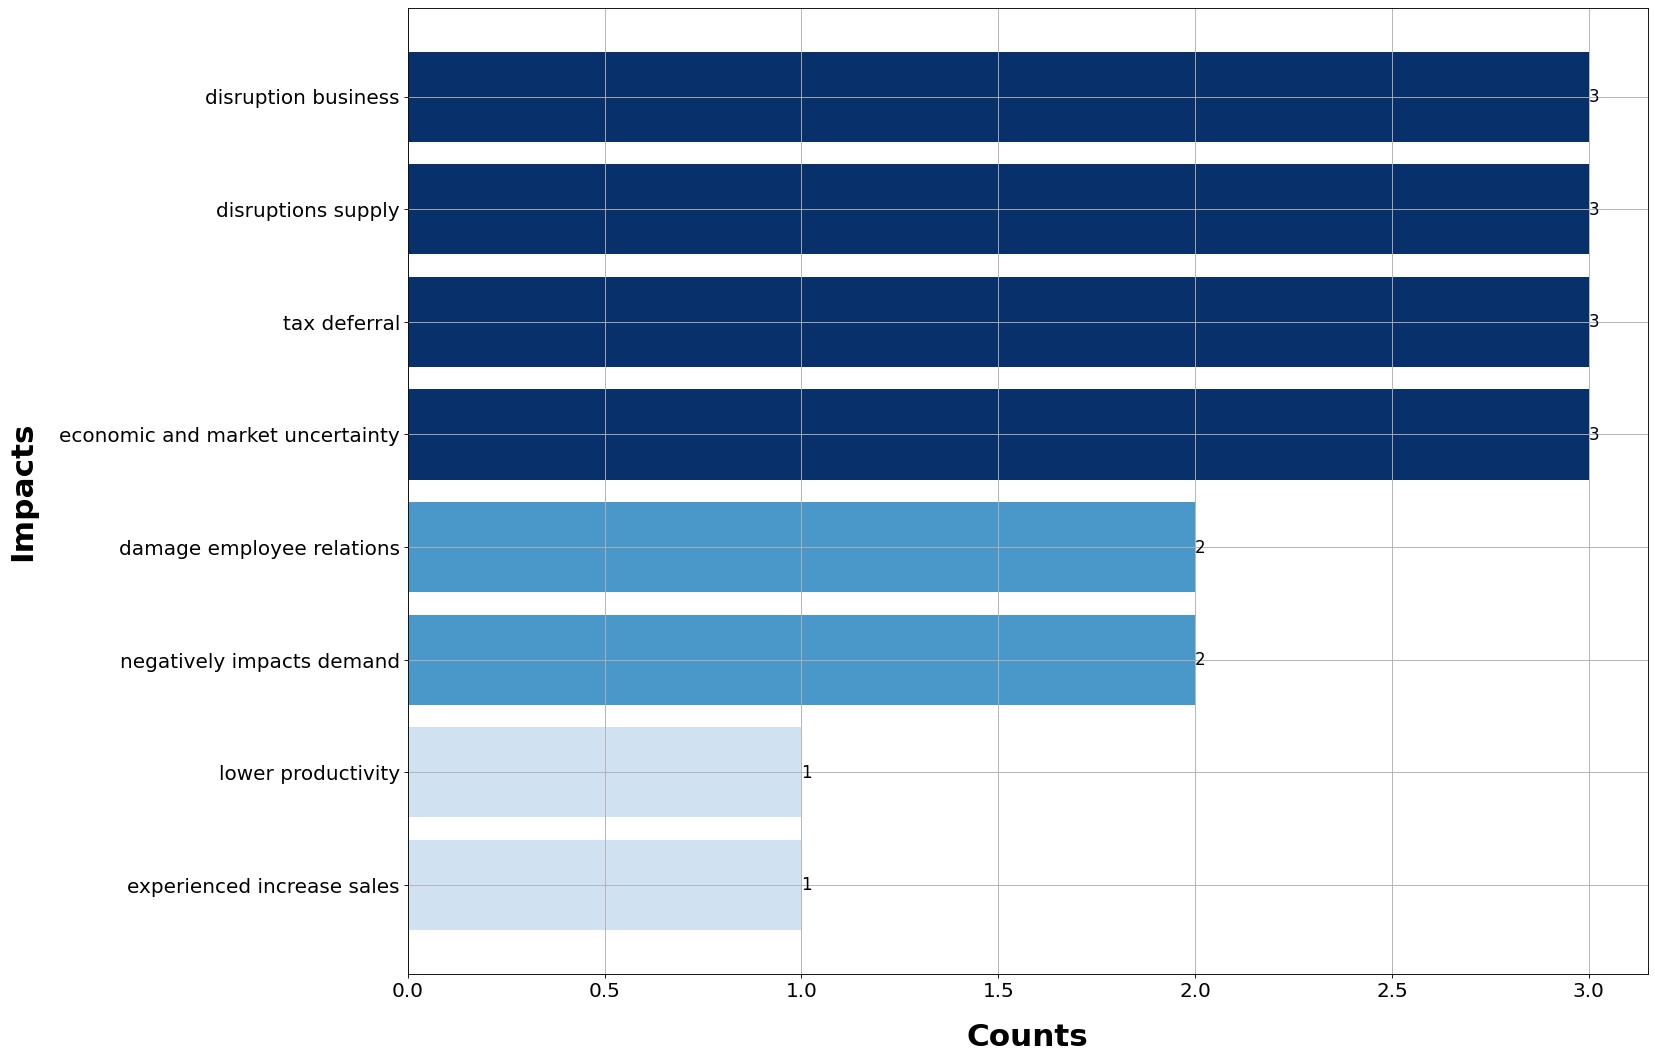 disruption business
3
disruptions supply
3
tax deferral
3
economic and market uncertainty
3
damage employee relations
2
negatively impacts demand
2
lower productivity
1
experienced increase sales
1
0.0 0.5 1.0 1.5 2.0 2.5 3.0
Counts
Impacts